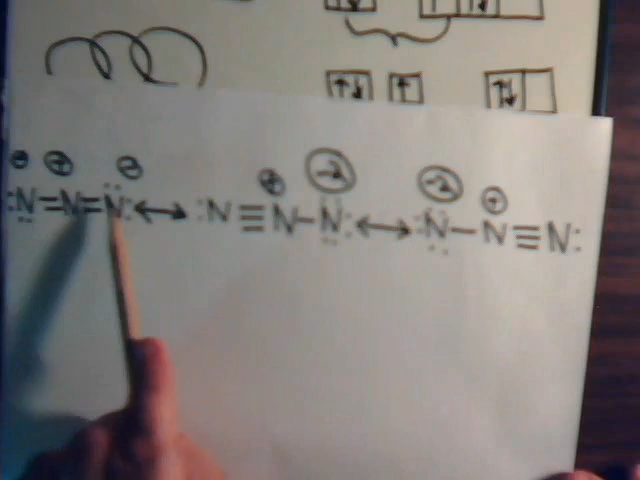 ⊖ ⊕ ⊖ ⊕ -2 -2 ⊕
:N=N=N: ↔ :N≡N-N: ↔ :N-N≡N: